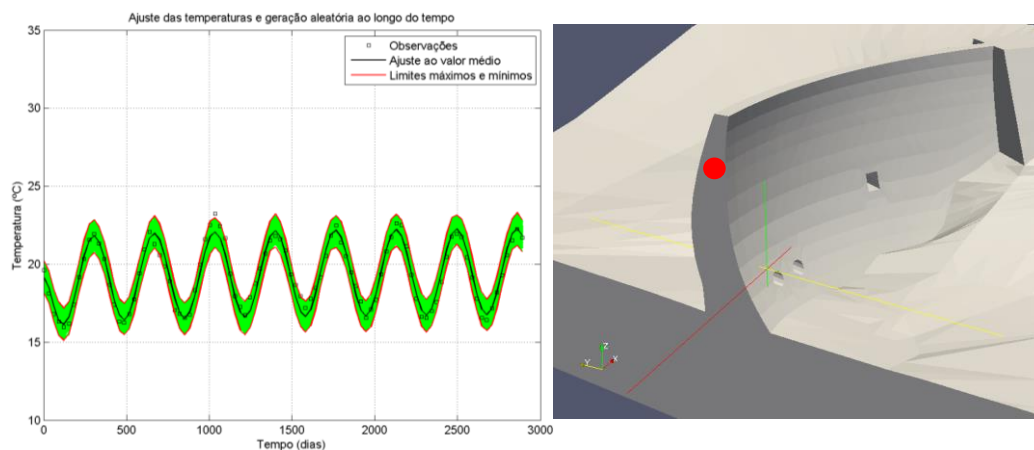 Ajuste das temperaturas e geração aleatória ao longo do tempo
35
Observações
Ajuste ao valor médio
Limites máximos e mínimos
30
25
20
15
10
Temperatura (ºC)
0 500 1000 1500 2000 2500 3000
Tempo (dias)
Z
Y
X